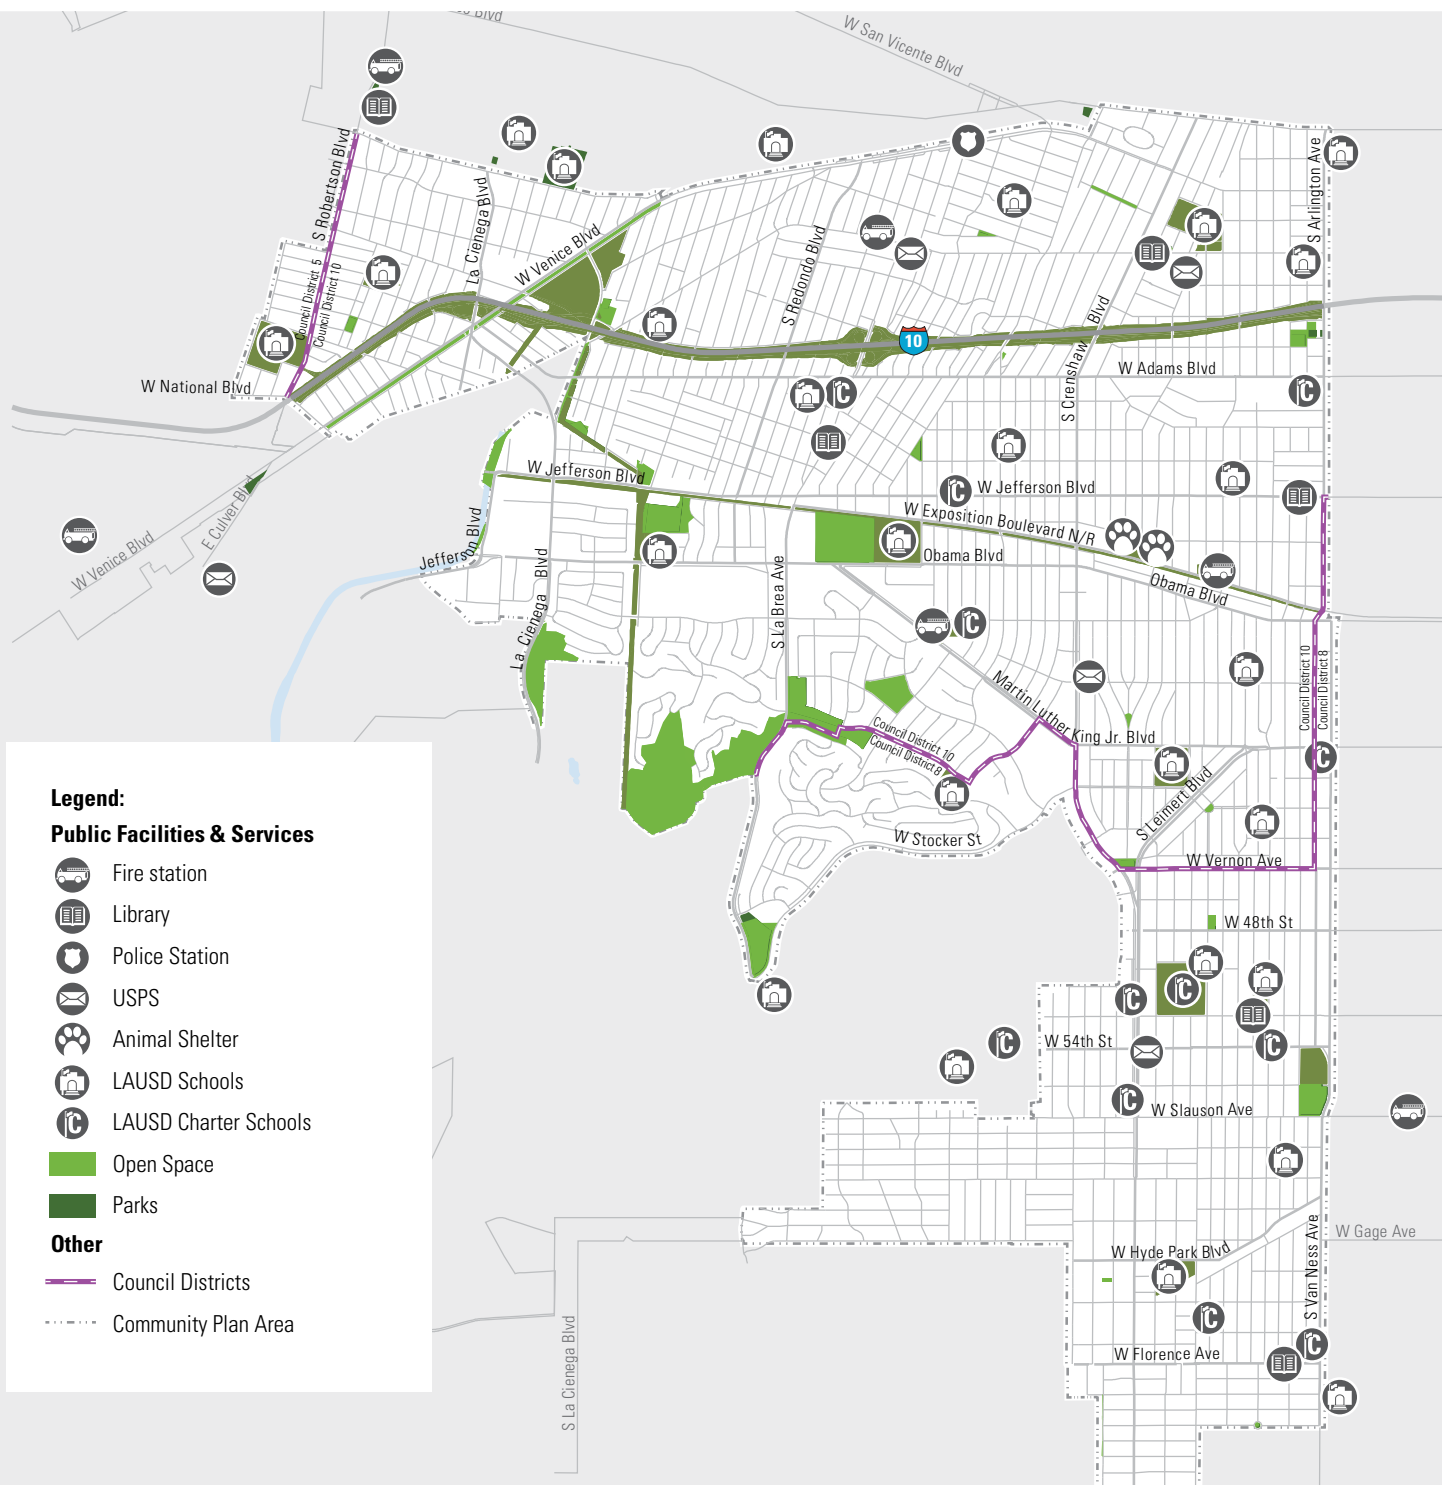 Blvd
W San Vicente Blvd
S Robertson Blvd
La Cienega Blvd
W Venice Blvd
S Redondo Blvd
S Arlington Ave
Council District 5
Council District 10
S Crenshaw Blvd
10
W National Blvd
W Adams Blvd
W Jefferson Blvd
W Jefferson Blvd
W Exposition Boulevard N/R
E Culver Blvd
W Venice Blvd
Jefferson Blvd
La Cienega Blvd
S La Brea Ave
Obama Blvd
Obama Blvd
Martin Luther King Jr. Blvd
Council District 10
Council District 8
Council District 10
Council District 8
S Leimert Blvd
W Stocker St
W Vernon Ave
W 48th St
W 54th St
W Slauson Ave
W Gage Ave
W Hyde Park Blvd
S Van Ness Ave
W Florence Ave
S La Cienega Blvd
C
C
C
C
C
C
C
C
C
C
C
C
Legend:
Public Facilities & Services
Fire station
Library
Police Station
USPS
Animal Shelter
LAUSD Schools
C
LAUSD Charter Schools
Open Space
Parks
Other
Council Districts
Community Plan Area